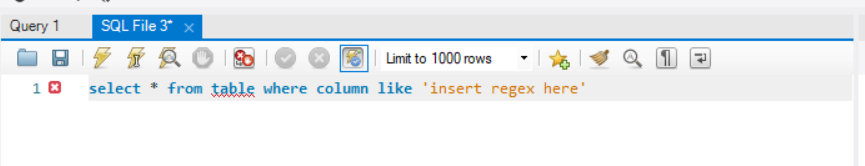 Query 1
SQL File 3*
Limit to 1000 rows
1 select * from table where column like 'insert regex here'